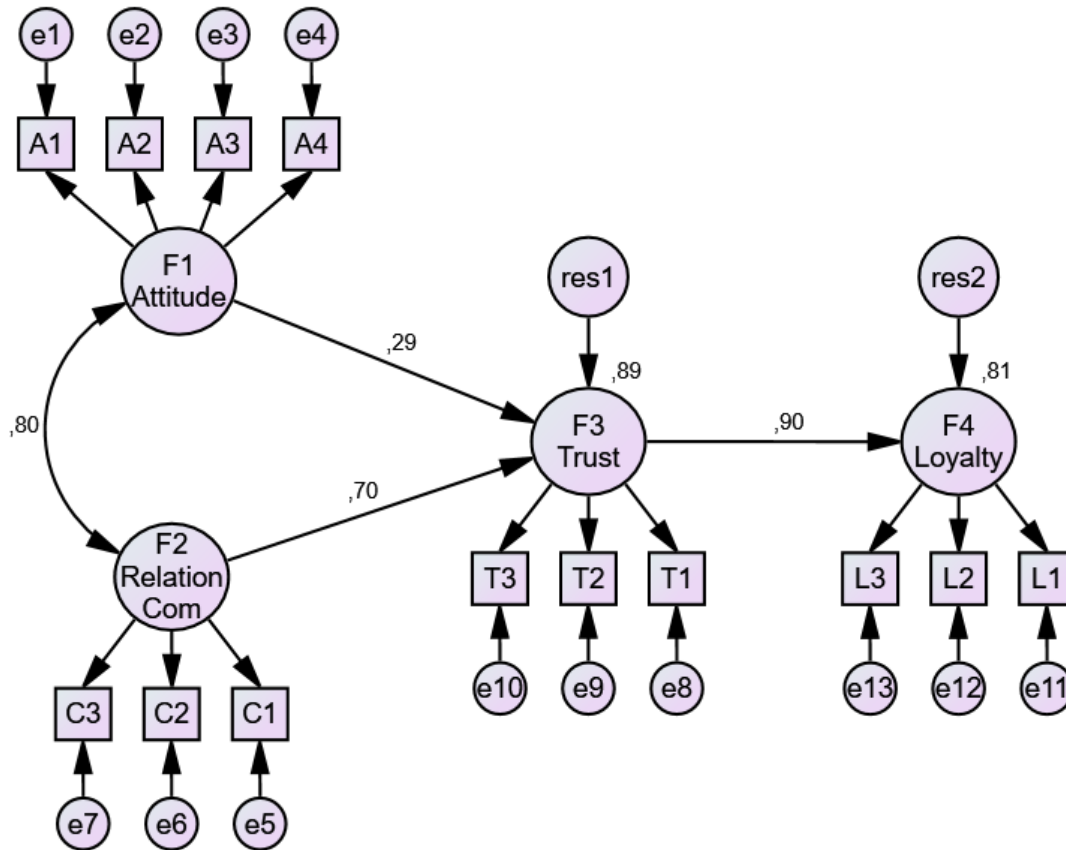 e1 e2 e3 e4
A1 A2 A3 A4
F1
Attitude
res1
res2
,29
,89
,81
,80
F3
Trust
,90
F4
Loyalty
,70
F2
Relation
Com
T3 T2 T1
L3 L2 L1
e10 e9 e8
e13 e12 e11
C3 C2 C1
e7 e6 e5